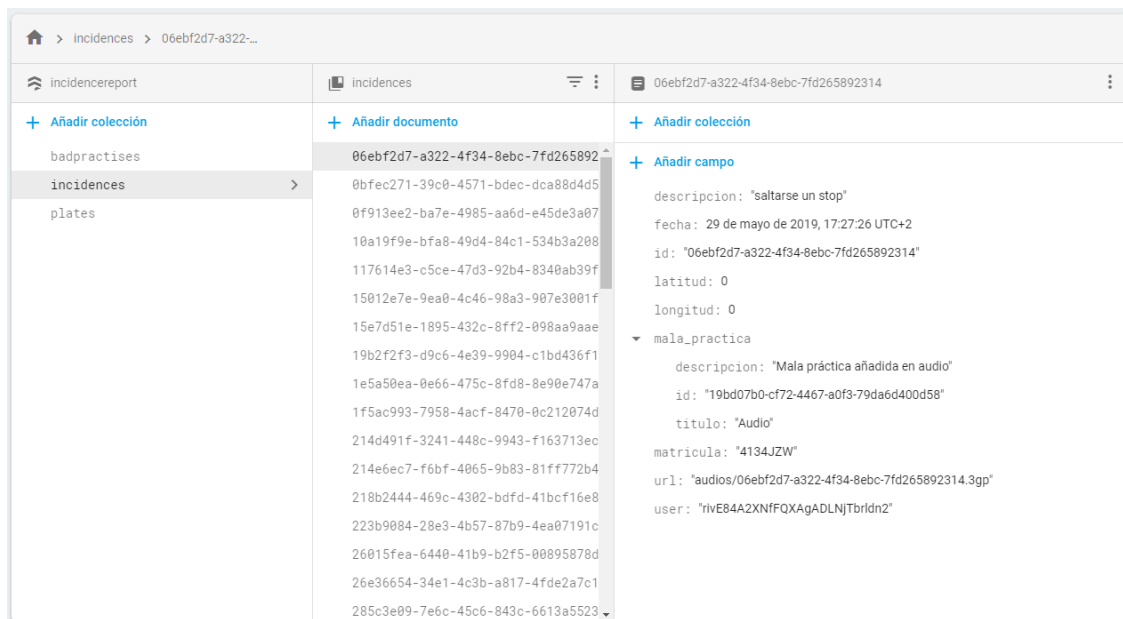 incidences > 06ebf2d7-a322-...
incidencereport
incidences
06ebf2d7-a322-4f34-8ebc-7fd265892314
+ Añadir colección
badpractises
incidences
plates
+ Añadir documento
06ebf2d7-a322-4f34-8ebc-7fd265892
0bfec271-39c0-4571-bdec-dca88d4d5
0f913ee2-ba7e-4985-aa6d-e45de3a07
10a19f9e-bfa8-49d4-84c1-534b3a208
117614e3-c5ce-47d3-92b4-8340ab39f
15012e7e-9ea0-4c46-98a3-907e3001f
15e7d51e-1895-432c-8ff2-098aa9aae
19b2f2f3-d9c6-4e39-9904-c1bd436f1
1e5a50ea-0e66-475c-8fd8-8e90e747a
1f5ac993-7958-4acf-8470-0c212074d
214d491f-3241-448c-9943-f163713ec
214e6ec7-f6bf-4065-9b83-81ff772b4
218b2444-469c-4302-bdfd-41bcf16e8
223b9084-28e3-4b57-87b9-4ea07191c
26015fea-6440-41b9-b2f5-00895878d
26e36654-34e1-4c3b-a817-4fde2a7c1
285c3e09-7e6c-45c6-843c-6613a5523
+ Añadir colección
+ Añadir campo
descripcion: "saltarse un stop"
fecha: 29 de mayo de 2019, 17:27:26 UTC+2
id: "06ebf2d7-a322-4f34-8ebc-7fd265892314"
latitud: 0
longitud: 0
mala_practica
descripcion: "Mala práctica añadida en audio"
id: "19bd07b0-cf72-4467-a0f3-79da6d400d58"
titulo: "Audio"
matricula: "4134JZW"
url: "audios/06ebf2d7-a322-4f34-8ebc-7fd265892314.3gp"
user: "rivE84A2XNfFQXAgADLNjTbrldn2"